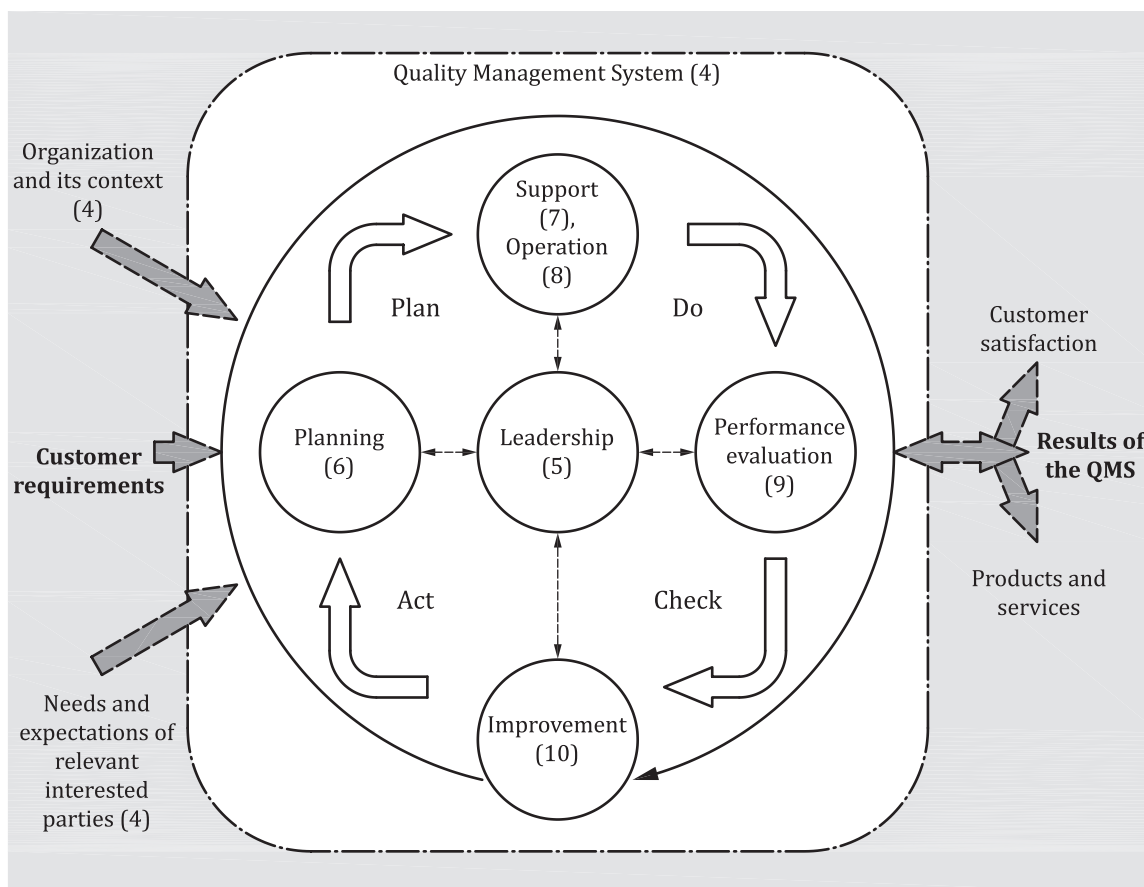 Quality Management System (4)
Organization
and its context
(4)
Support
(7),
Operation
(8)
Plan
Do
Customer
satisfaction
Planning
(6)
Leadership
(5)
Performance
evaluation
(9)
Customer
requirements
Results of
the QMS
Act
Check
Products and
services
Needs and
expectations of
relevant
interested
parties (4)
Improvement
(10)